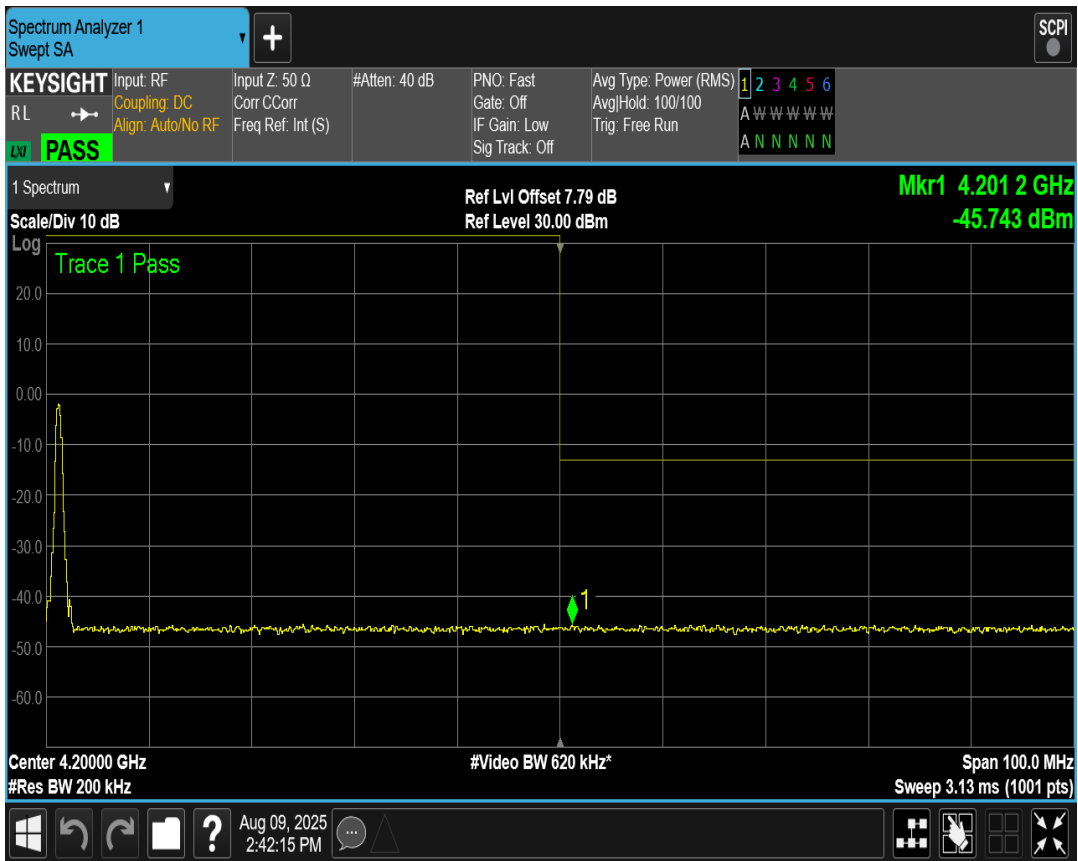 Spectrum Analyzer 1
Swept SA
▼
+
SCPI
KEYSIGHT
RL
LXI
PASS
Input: RF
Coupling: DC
Align: Auto/No RF
Input Z: 50 Ω
Corr CCorr
Freq Ref: Int (S)
#Atten: 40 dB
PNO: Fast
Gate: Off
IF Gain: Low
Sig Track: Off
Avg Type: Power (RMS)
Avg|Hold: 100/100
Trig: Free Run
1 2 3 4 5 6
A W W W W W
A N N N N N
1 Spectrum ▼
Scale/Div 10 dB
Ref Lvl Offset 7.79 dB
Ref Level 30.00 dBm
Mkr1 4.201 2 GHz
-45.743 dBm
Log
Trace 1 Pass
20.0
10.0
0.00
-10.0
-20.0
-30.0
-40.0
1
-50.0
-60.0
Center 4.20000 GHz
#Video BW 620 kHz*
Span 100.0 MHz
#Res BW 200 kHz
Sweep 3.13 ms (1001 pts)
?
Aug 09, 2025
2:42:15 PM